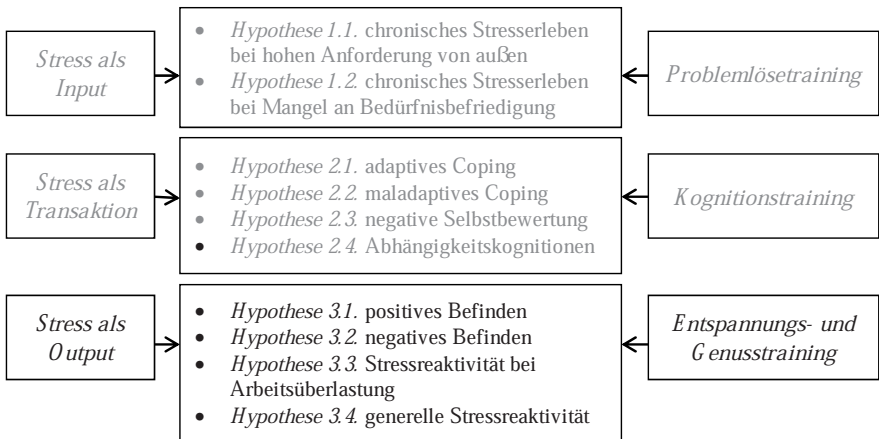 Stress als
Input
• Hypothese 1.1. chronisches Stresserleben
bei hohen Anforderung von außen
• Hypothese 1.2. chronisches Stresserleben
bei Mangel an Bedürfnisbefriedigung
Problemlösetraining
Stress als
Transaktion
• Hypothese 2.1. adaptives Coping
• Hypothese 2.2. maladaptives Coping
• Hypothese 2.3. negative Selbstbewertung
• Hypothese 2.4. Abhängigkeitskognitionen
Kognitionstraining
Stress als
Output
• Hypothese 3.1. positives Befinden
• Hypothese 3.2. negatives Befinden
• Hypothese 3.3. Stressreaktivität bei
Arbeitsüberlastung
• Hypothese 3.4. generelle Stressreaktivität
Entspannungs- und
Genusstraining